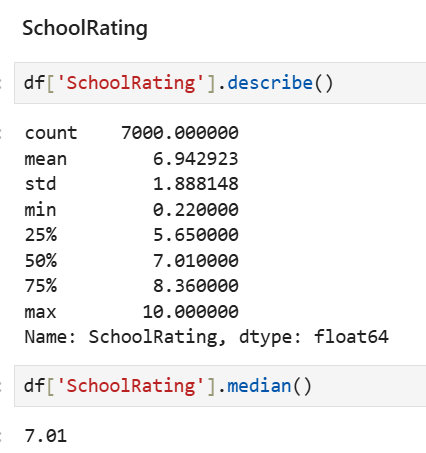 SchoolRating
df['SchoolRating'].describe()
count    7000.000000
mean        6.942923
std         1.888148
min         0.220000
25%         5.650000
50%         7.010000
75%         8.360000
max        10.000000
Name: SchoolRating, dtype: float64
df['SchoolRating'].median()
7.01